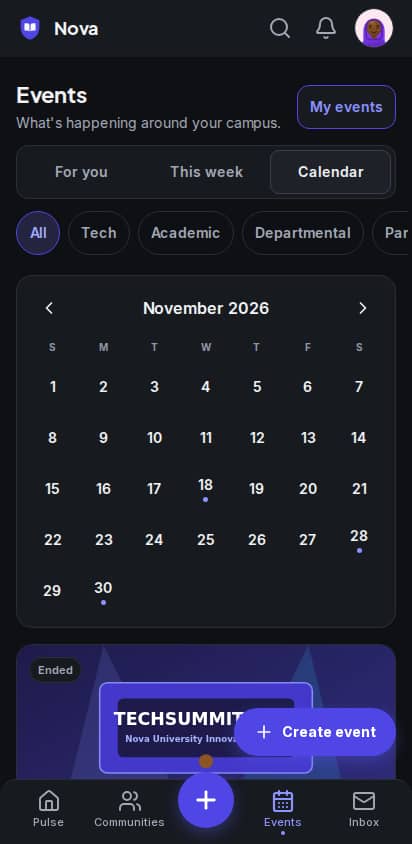 Nova
Events
What's happening around your campus.
My events
For you This week Calendar
All Tech Academic Departmental Par
November 2026
S M T W T F S
1 2 3 4 5 6 7
8 9 10 11 12 13 14
15 16 17 18 19 20 21
22 23 24 25 26 27 28
29 30
Ended
TECHSUMMIT
Nova University Innova
Create event
Pulse Communities Events Inbox